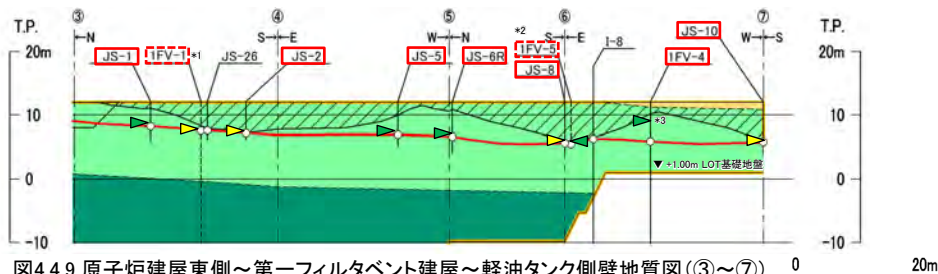 ③ ④ ⑤ ⑥ ⑦
T.P. N S E W N *2 S E W S T.P.
20m JS-1 1FV-1 *1 JS-26 JS-2 JS-5 JS-6R 1FV-5 JS-8 I-8 1FV-4 JS-10 20m
10 10
*3
▼ +1.00m LOT基礎地盤
0 0
-10 -10
図4.4.9 原子炉建屋東側～第一フィルタベント建屋～軽油タンク側壁地質図(③～⑦)
0 20m